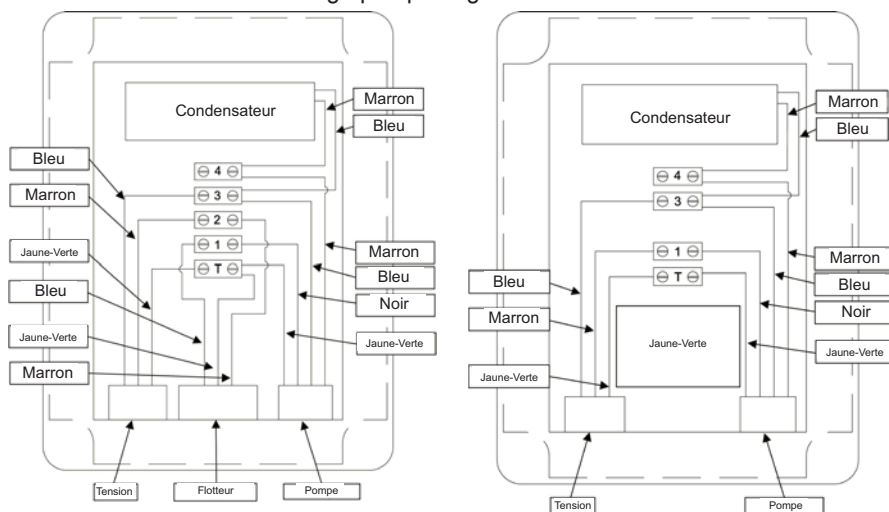 Condensateur
Marron
Bleu
4
3
2
1
T
Bleu
Marron
Jaune-Verte
Bleu
Jaune-Verte
Marron
Marron
Bleu
Noir
Jaune-Verte
Tension
Flotteur
Pompe
Condensateur
Marron
Bleu
4
3
1
T
Bleu
Marron
Jaune-Verte
Jaune-Verte
Marron
Bleu
Noir
Jaune-Verte
Tension
Pompe